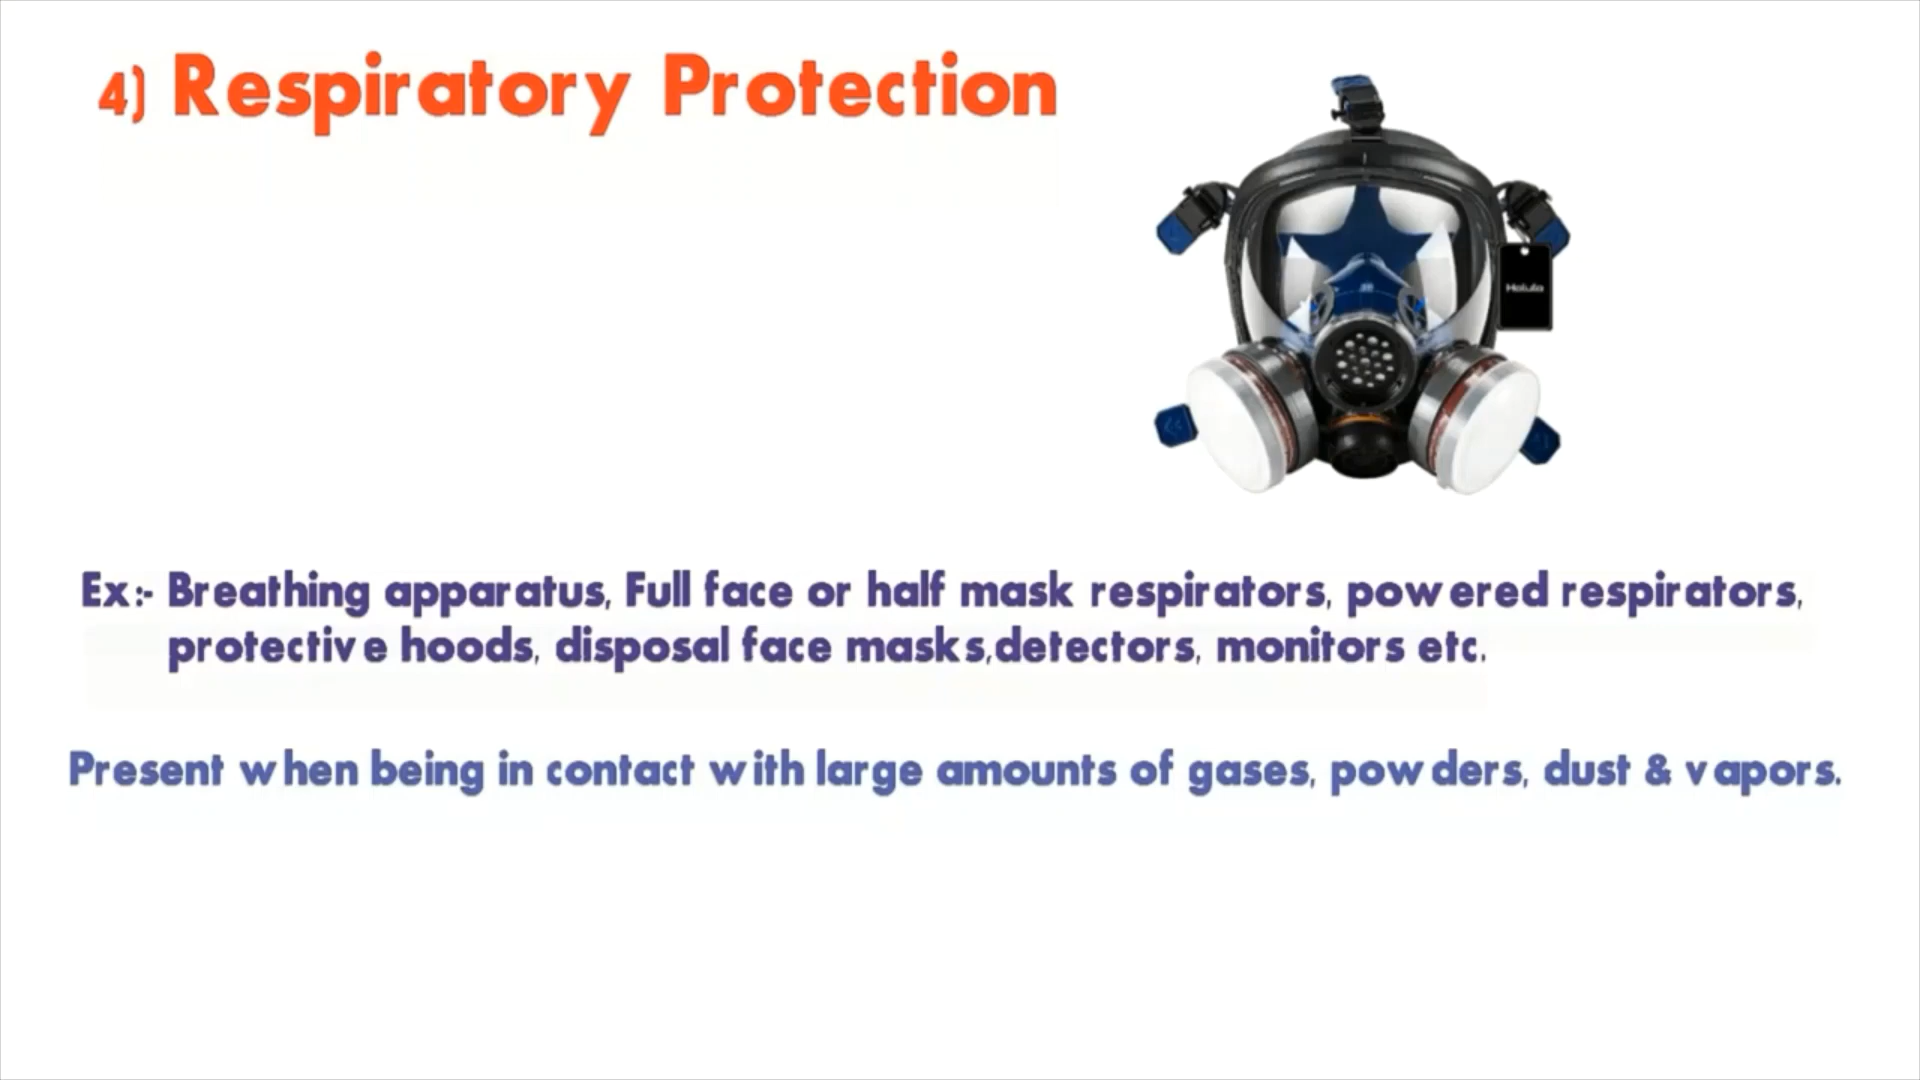 4) Respiratory Protection
Holulo
Ex:- Breathing apparatus, Full face or half mask respirators, powered respirators,
protective hoods, disposal face masks,detectors, monitors etc.
Present when being in contact with large amounts of gases, powders, dust & vapors.